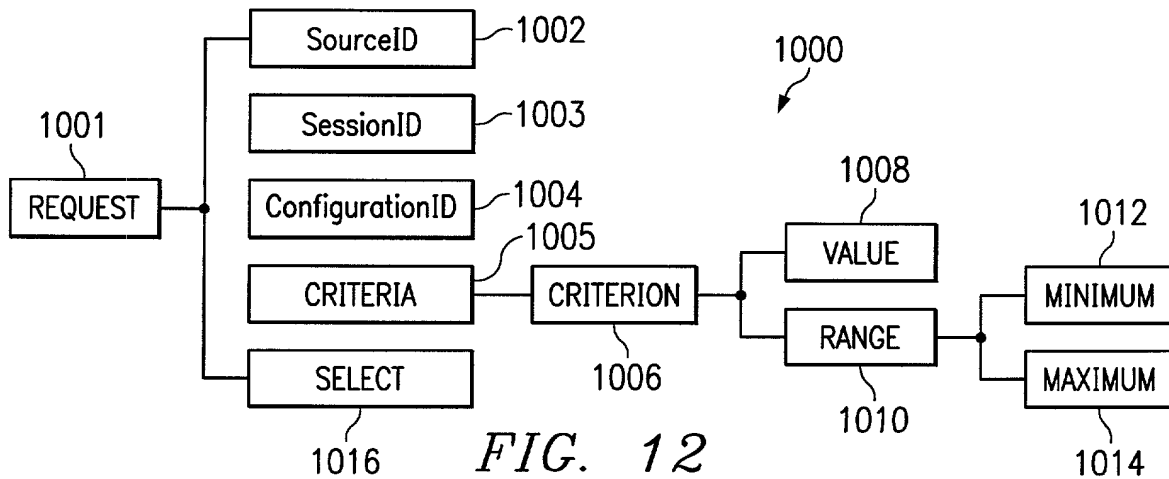 SourceID
1002
1000
SessionID
1003
1001
REQUEST
ConfigurationID
1004
1008
VALUE
1012
1005
CRITERIA
CRITERION
1006
MINIMUM
RANGE
1010
SELECT
1016
MAXIMUM
1014
FIG. 12